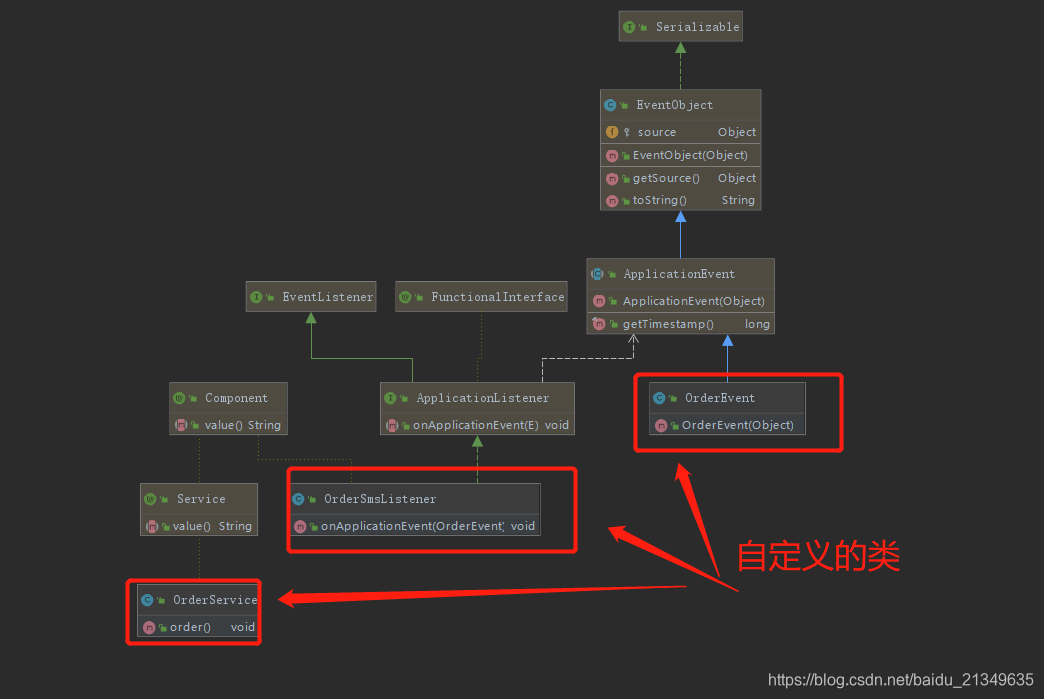 Serializable
EventObject
source Object
EventObject(Object)
getSource() Object
toString() String
ApplicationEvent
ApplicationEvent(Object)
getTimestamp() long
EventListener
FunctionalInterface
Component
value() String
ApplicationListener
onApplicationEvent(E) void
OrderEvent
OrderEvent(Object)
Service
value() String
OrderSmsListener
onApplicationEvent(OrderEvent) void
自定义的类
OrderService
order() void
https://blog.csdn.net/baidu_21349635